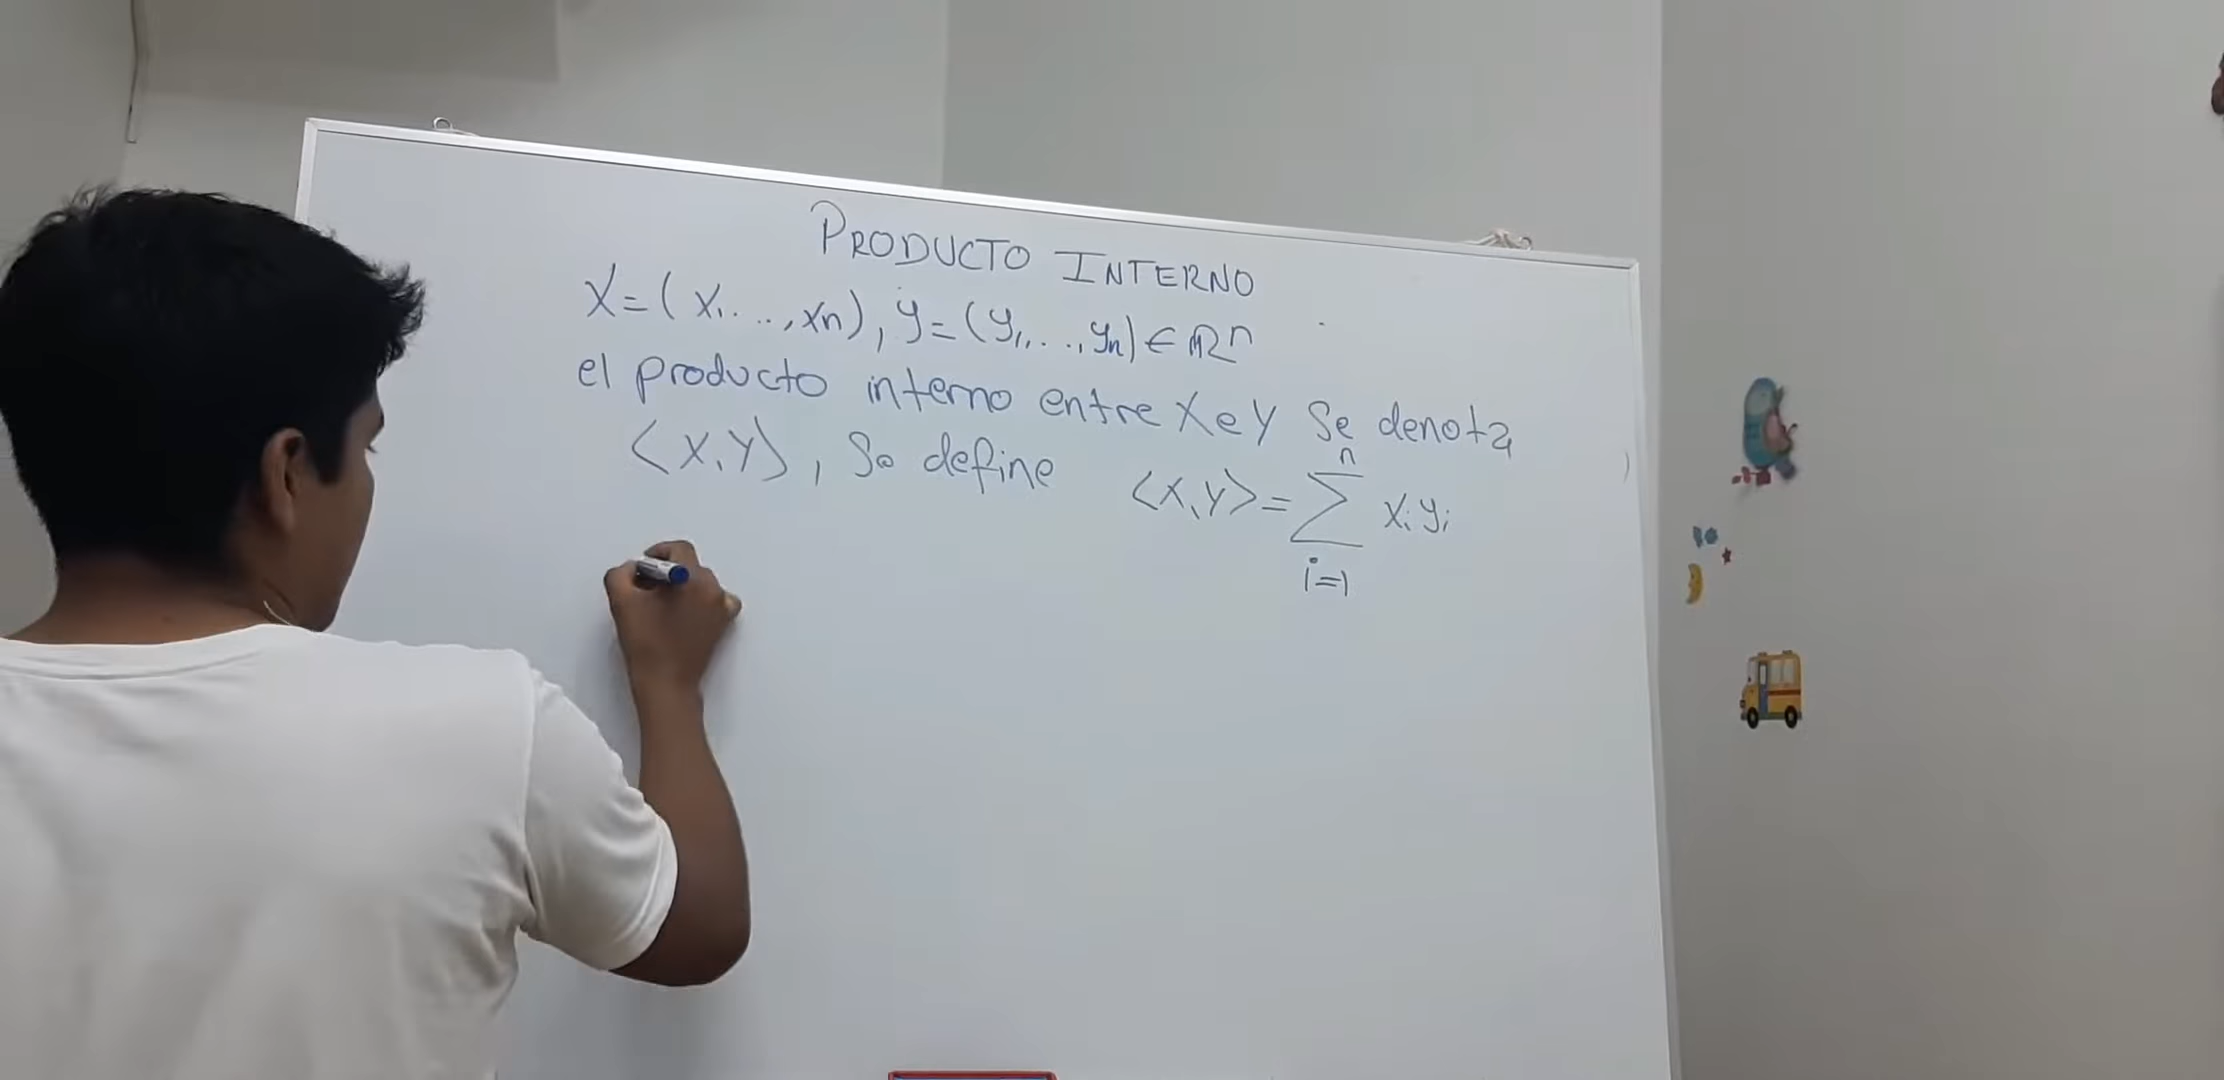 PRODUCTO INTERNO
X=(x₁...,xn), y=(y₁,...,yn)∈ℝⁿ
el producto interno entre X e Y Se denota
<X,Y>, Se define <X,Y>=∑ⁿᵢ₌₁ xᵢyᵢ